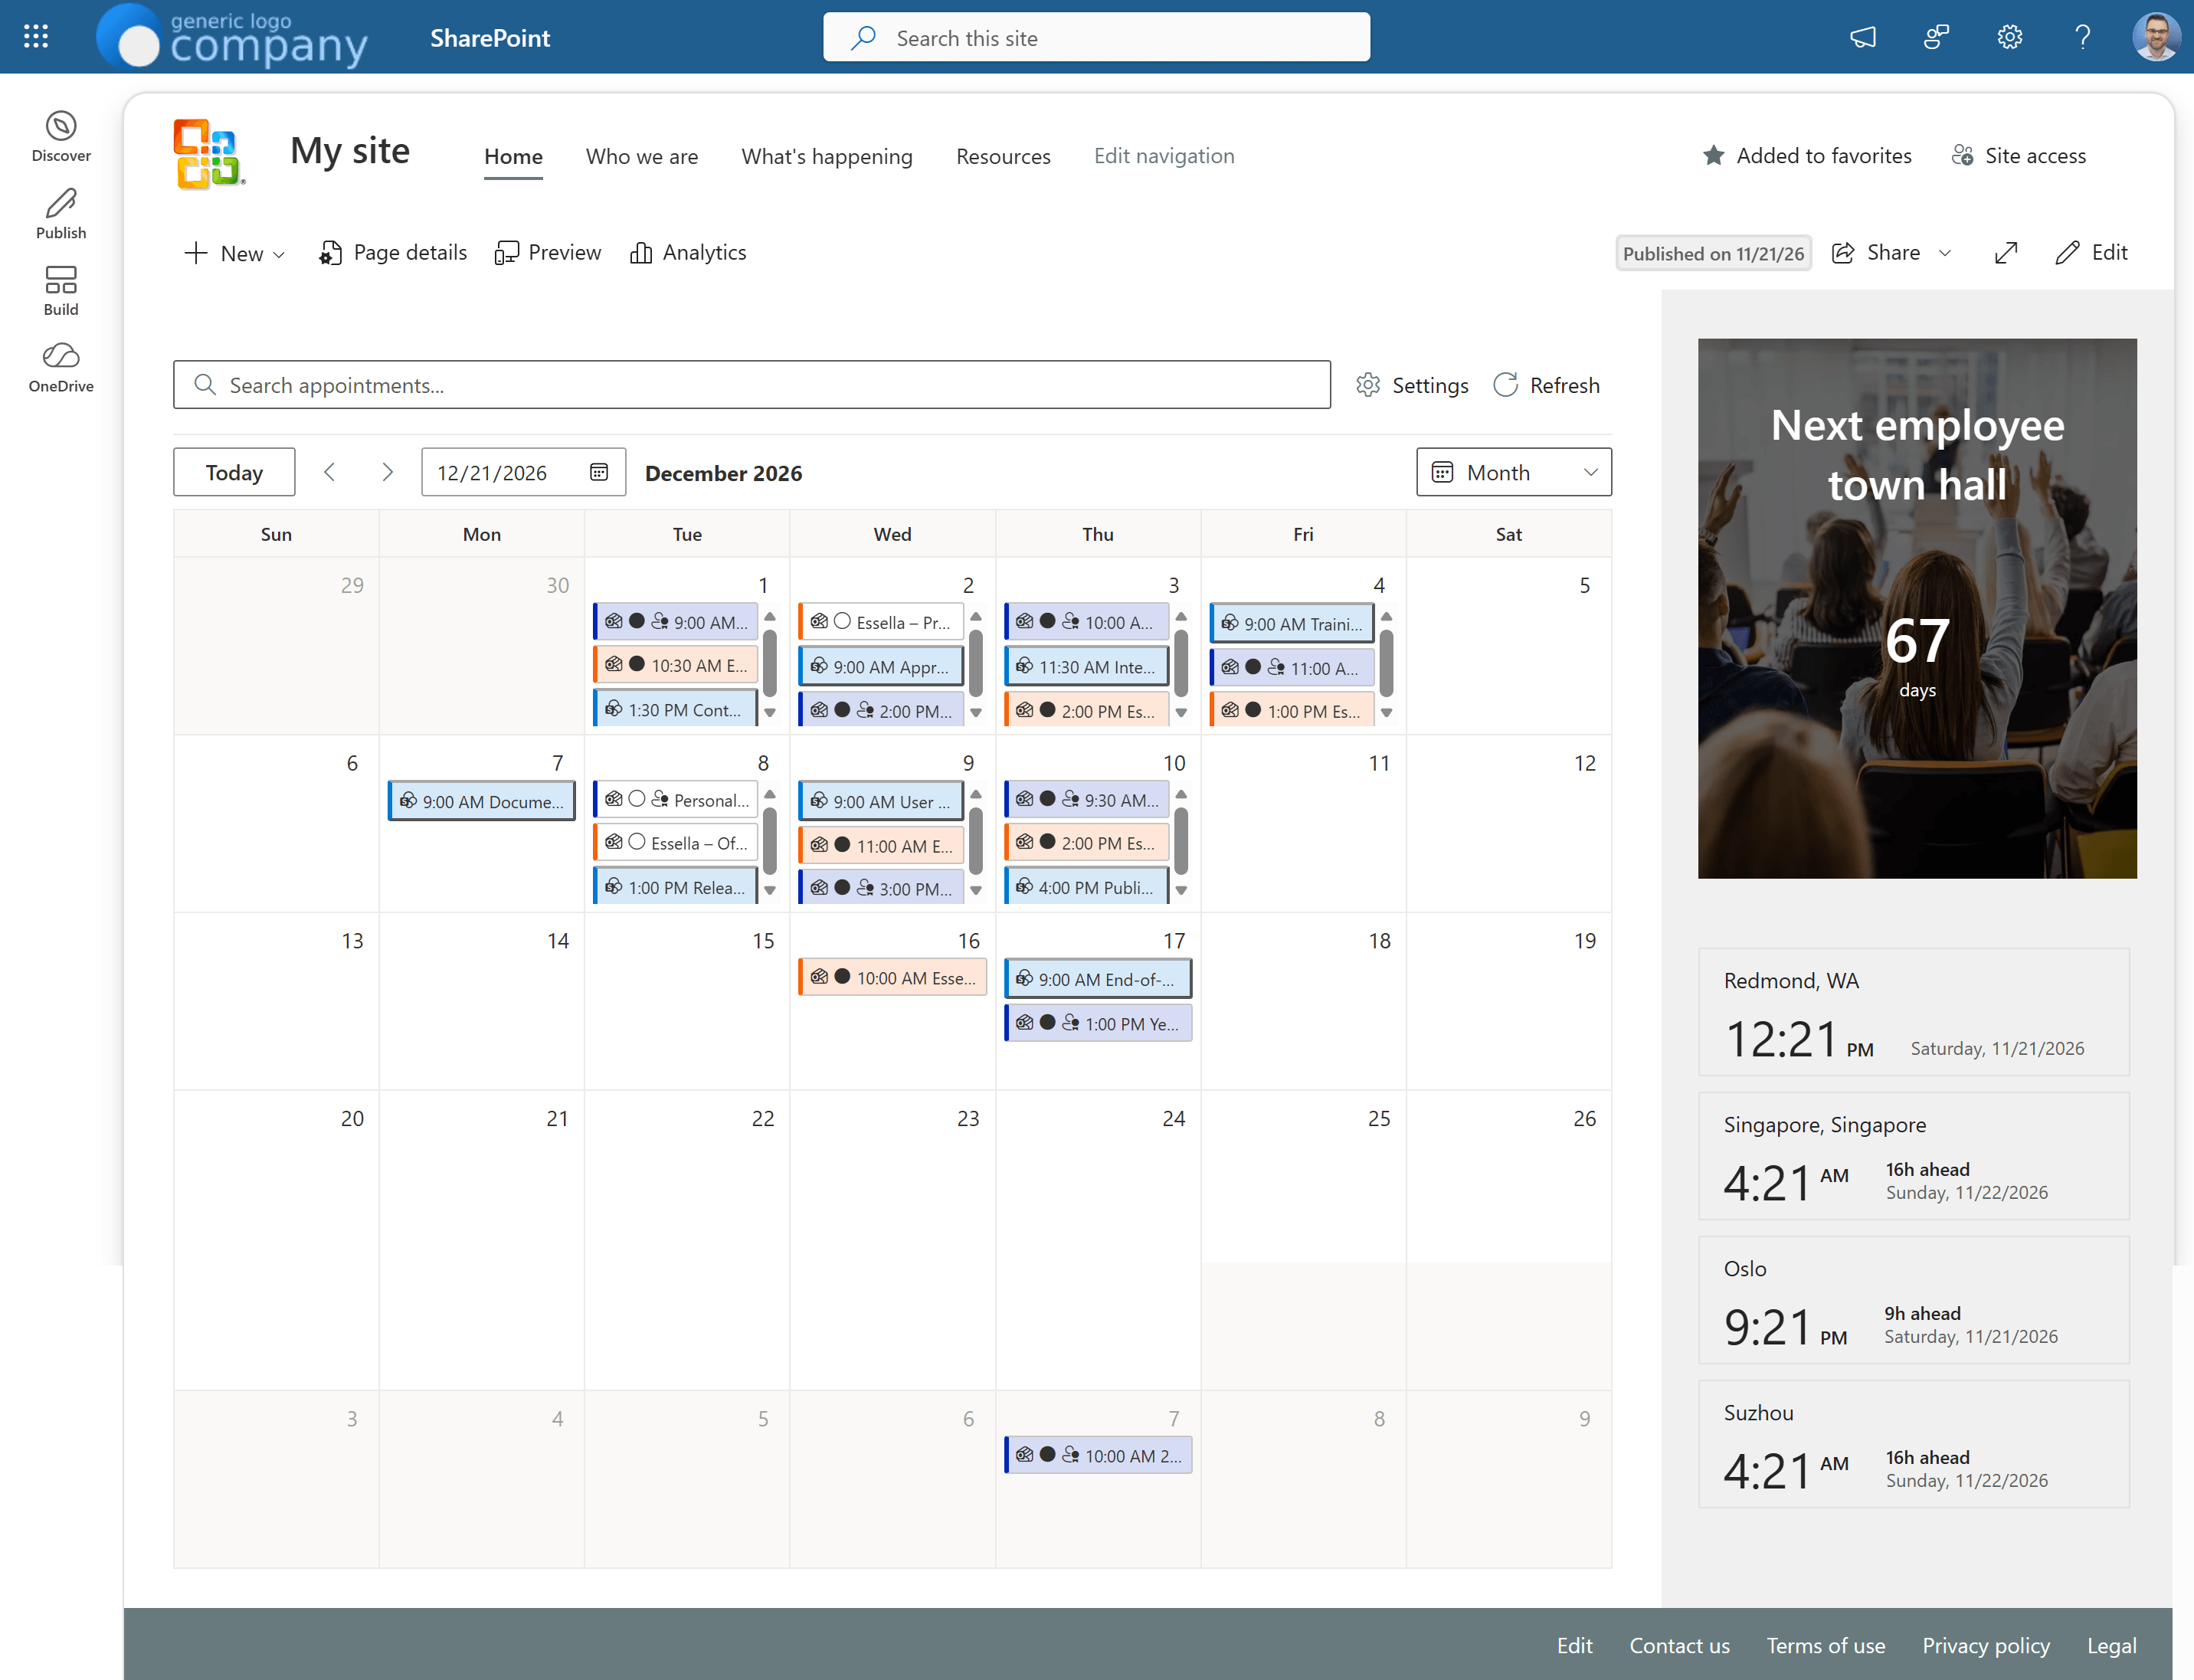 generic logo
company
SharePoint
Search this site
Discover
Publish
Build
OneDrive
My site
Home
Who we are
What's happening
Resources
Edit navigation
Added to favorites
Site access
New
Page details
Preview
Analytics
Published on 11/21/26
Share
Edit
Search appointments...
Settings
Refresh
Today
12/21/2026
December 2026
Month
Sun Mon Tue Wed Thu Fri Sat
29 30 1 2 3 4 5
9:00 AM...
10:30 AM E...
1:30 PM Cont...
Essella – Pr...
9:00 AM Appr...
2:00 PM...
10:00 A...
11:30 AM Inte...
2:00 PM Es...
9:00 AM Traini...
11:00 A...
1:00 PM Es...
6 7 8 9 10 11 12
9:00 AM Docume...
Personal...
Essella – Of...
1:00 PM Relea...
9:00 AM User ...
11:00 AM E...
3:00 PM...
9:30 AM...
2:00 PM Es...
4:00 PM Publi...
13 14 15 16 17 18 19
10:00 AM Esse...
9:00 AM End-of-...
1:00 PM Ye...
20 21 22 23 24 25 26
3 4 5 6 7 8 9
10:00 AM 2...
Next employee
town hall
67
days
Redmond, WA
12:21 PM
Saturday, 11/21/2026
Singapore, Singapore
4:21 AM
16h ahead
Sunday, 11/22/2026
Oslo
9:21 PM
9h ahead
Saturday, 11/21/2026
Suzhou
4:21 AM
16h ahead
Sunday, 11/22/2026
Edit
Contact us
Terms of use
Privacy policy
Legal